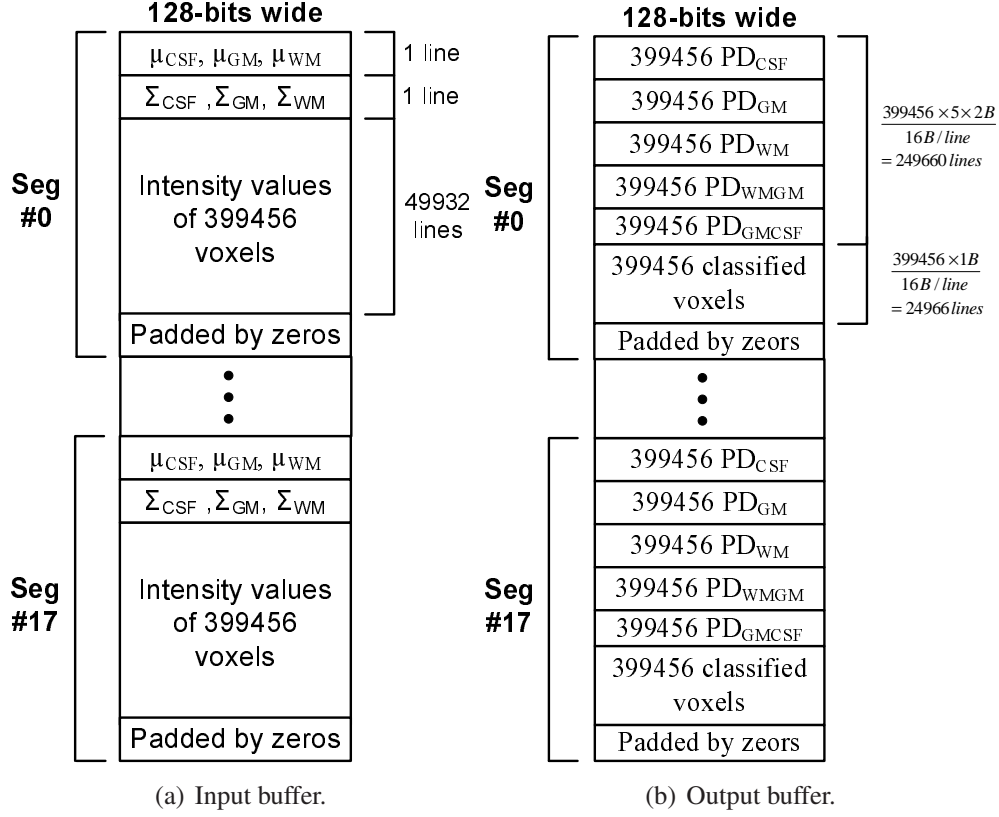 128-bits wide
μCSF, μGM, μWM
1 line
ΣCSF ,ΣGM, ΣWM
1 line
Seg
#0
Intensity values
of 399456
voxels
49932
lines
Padded by zeros
μCSF, μGM, μWM
ΣCSF ,ΣGM, ΣWM
Seg
#17
Intensity values
of 399456
voxels
Padded by zeros
(a) Input buffer.
128-bits wide
399456 PDCSF
399456 PDGM
399456 PDWM
399456 PDWMGM
399456 PDGMCSF
Seg
#0
399456 ×5×2B
16B/line
= 249660 lines
399456 classified
voxels
399456×1B
16B/line
= 24966 lines
Padded by zeors
399456 PDCSF
399456 PDGM
399456 PDWM
399456 PDWMGM
399456 PDGMCSF
Seg
#17
399456 classified
voxels
Padded by zeors
(b) Output buffer.